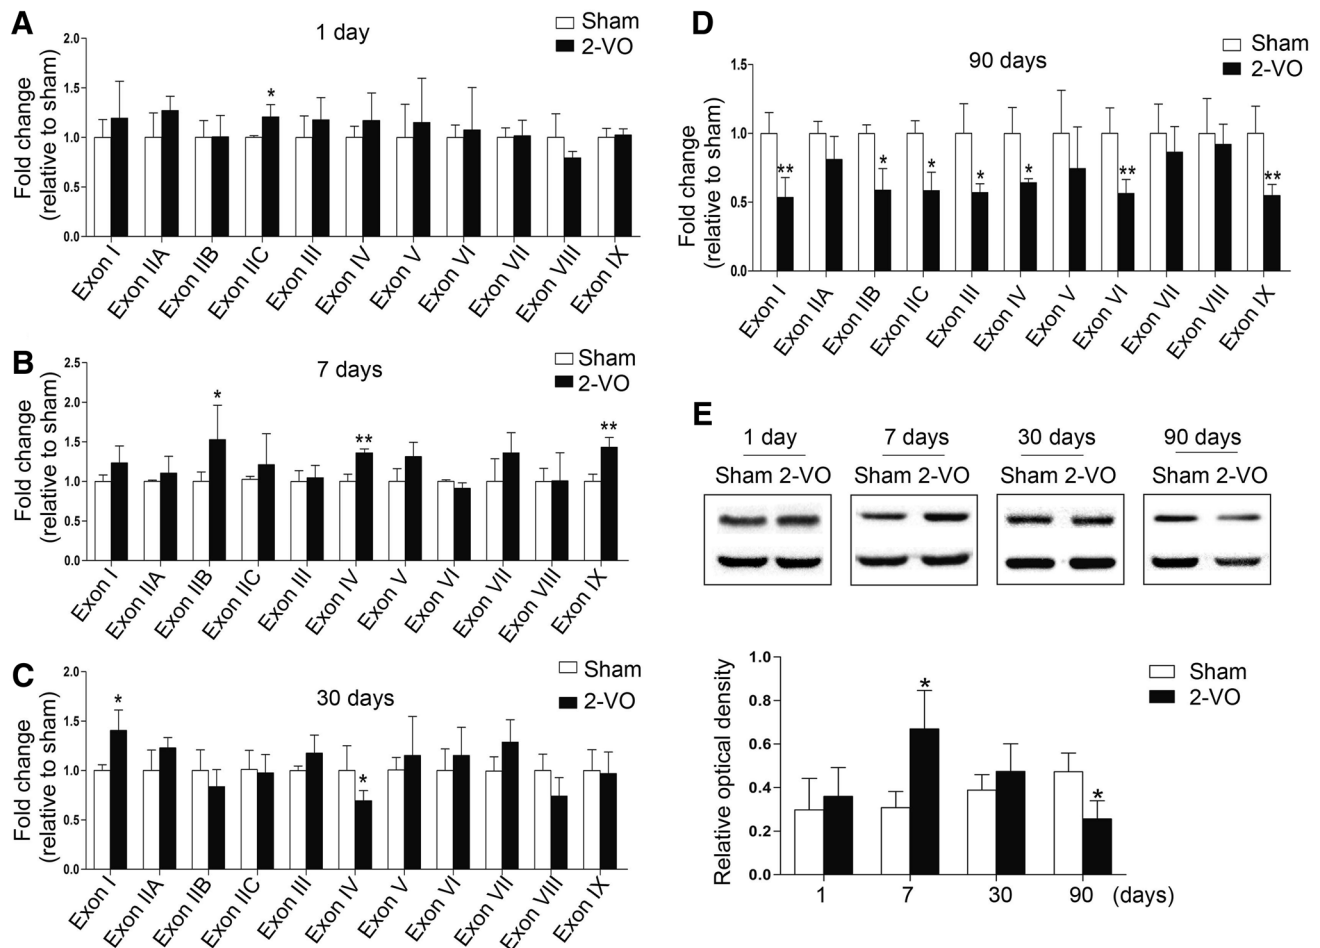 A
1 day
Sham
2-VO
Fold change
(relative to sham)
2.0
1.5
1.0
0.5
0.0
*
Exon I
Exon IIA
Exon IIB
Exon IIC
Exon III
Exon IV
Exon V
Exon VI
Exon VII
Exon VIII
Exon IX
B
7 days
Sham
2-VO
Fold change
(relative to sham)
2.5
2.0
1.5
1.0
0.5
0.0
*
**
**
Exon I
Exon IIA
Exon IIB
Exon IIC
Exon III
Exon IV
Exon V
Exon VI
Exon VII
Exon VIII
Exon IX
C
30 days
Sham
2-VO
Fold change
(relative to sham)
2.0
1.5
1.0
0.5
0.0
*
*
Exon I
Exon IIA
Exon IIB
Exon IIC
Exon III
Exon IV
Exon V
Exon VI
Exon VII
Exon VIII
Exon IX
D
90 days
Sham
2-VO
Fold change
(relative to sham)
1.5
1.0
0.5
0.0
**
*
*
*
*
**
**
Exon I
Exon IIA
Exon IIB
Exon IIC
Exon III
Exon IV
Exon V
Exon VI
Exon VII
Exon VIII
Exon IX
E
1 day 7 days 30 days 90 days
Sham 2-VO Sham 2-VO Sham 2-VO Sham 2-VO
Sham
2-VO
Relative optical density
1.0
0.8
0.6
0.4
0.2
0.0
*
*
1 7 30 90 (days)